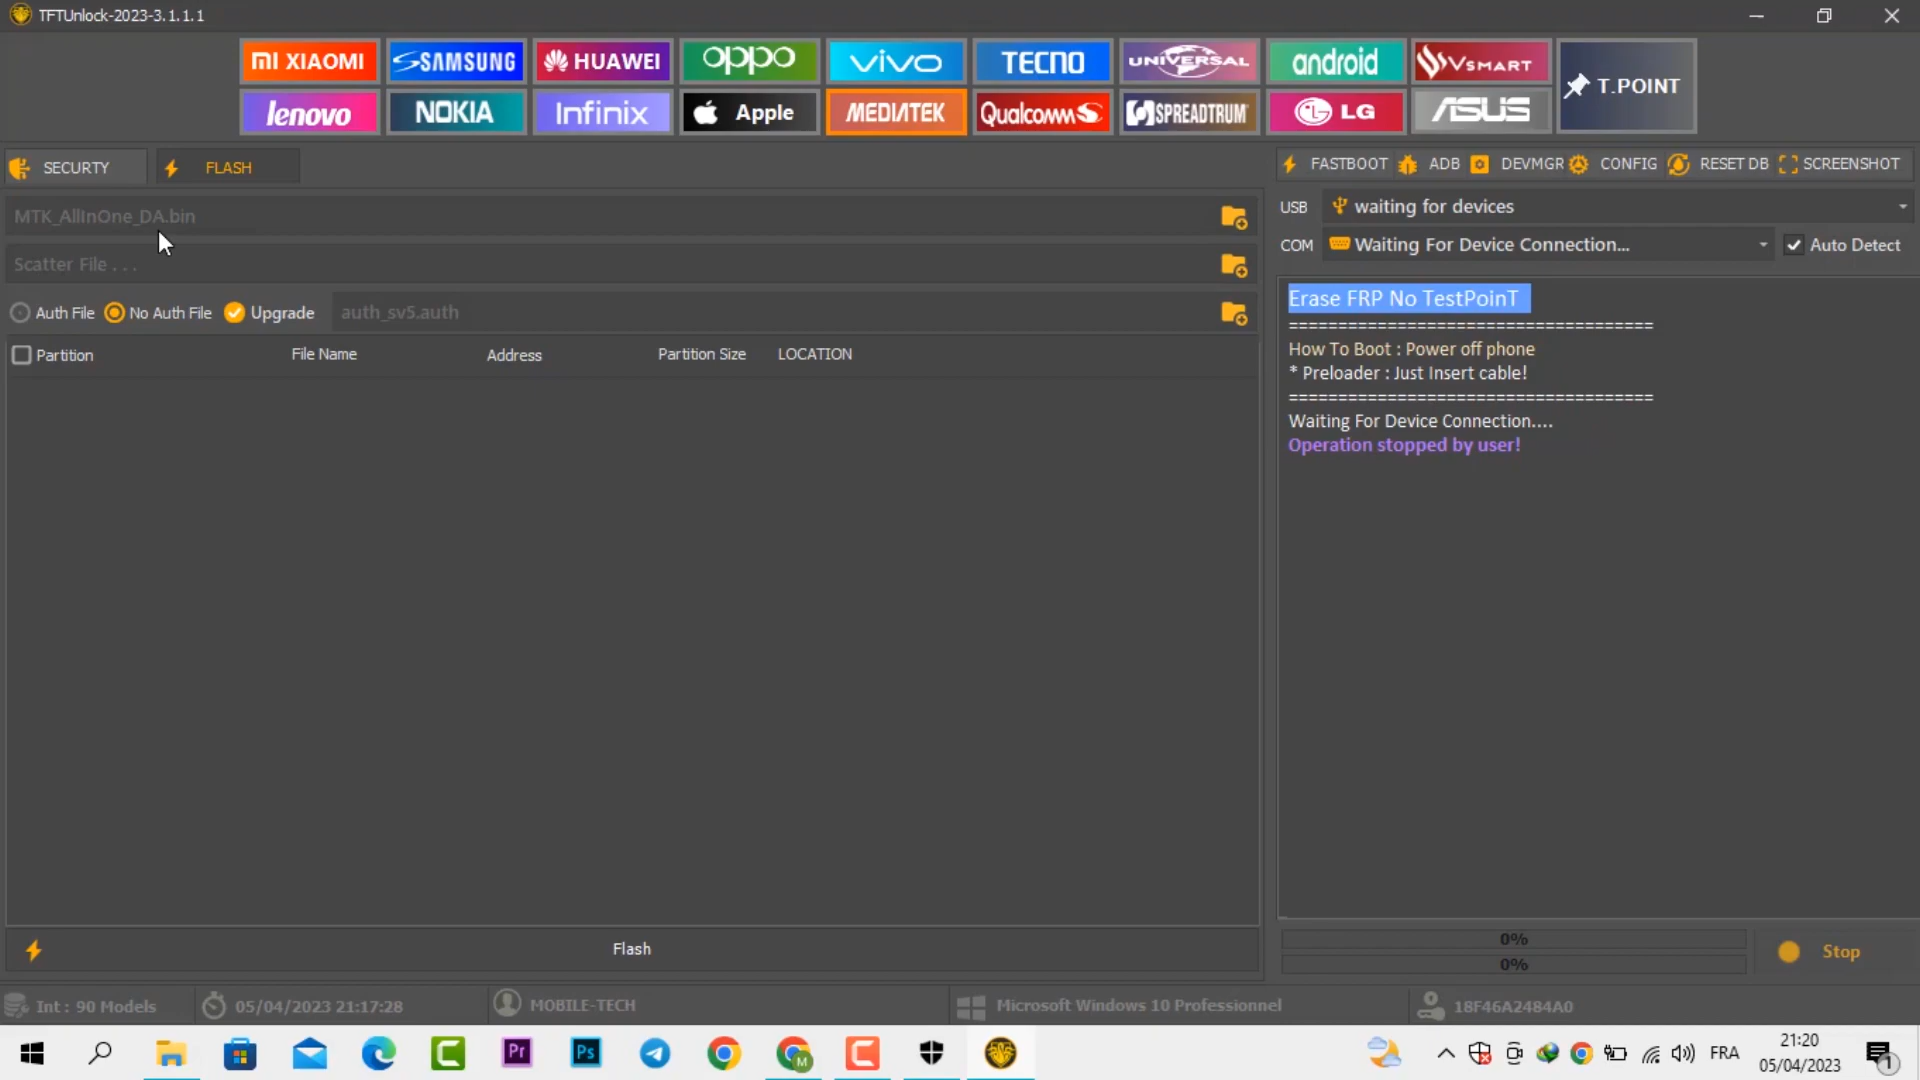 TFTUnlock-2023-3.1.1.1
mi XIAOMI
SAMSUNG
HUAWEI
oppo
vivo
TECNO
UNIVERSAL
android
VSMART
T.POINT
lenovo
NOKIA
Infinix
Apple
MEDIATEK
Qualcomm
SPREADTRUM
LG
ASUS
SECURTY
FLASH
FASTBOOT
ADB
DEVMGR
CONFIG
RESET DB
SCREENSHOT
MTK_AllInOne_DA.bin
USB
waiting for devices
COM
Waiting For Device Connection...
Auto Detect
Scatter File . . .
Auth File
No Auth File
Upgrade
auth_sv5.auth
Partition
File Name
Address
Partition Size
LOCATION
Erase FRP No TestPoinT
=====================================
How To Boot : Power off phone
* Preloader : Just Insert cable!
=====================================
Waiting For Device Connection....
Operation stopped by user!
Flash
0%
0%
Stop
Int : 90 Models
05/04/2023 21:17:28
MOBILE-TECH
Microsoft Windows 10 Professionnel
18F46A2484A0
Pr
Ps
M
FRA
21:20
05/04/2023
1